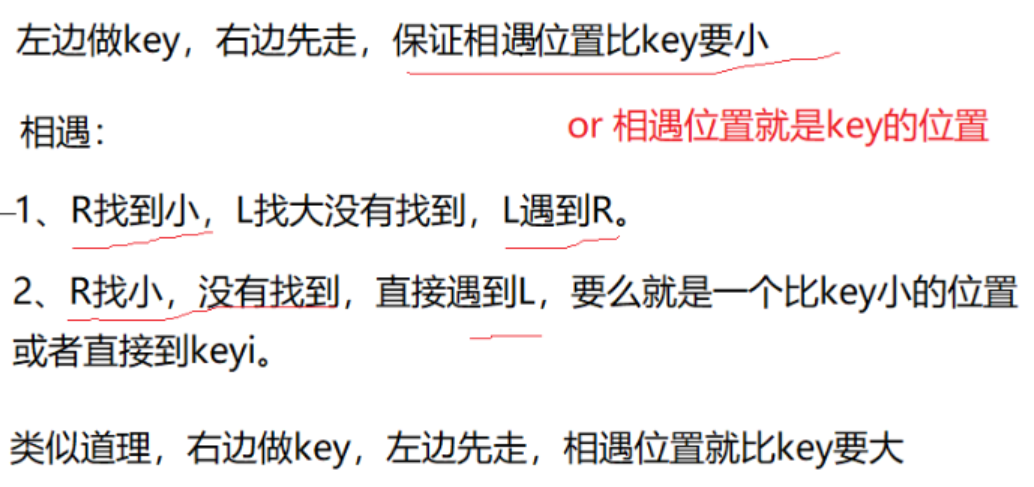 左边做key，右边先走，保证相遇位置比key要小
相遇：
or 相遇位置就是key的位置
1、R找到小，L找大没有找到，L遇到R。
2、R找小，没有找到，直接遇到L，要么就是一个比key小的位置
或者直接到keyi。
类似道理，右边做key，左边先走，相遇位置就比key要大